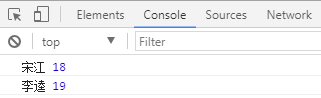 Elements Console Sources Network
top Filter
宋江 18
李逵 19